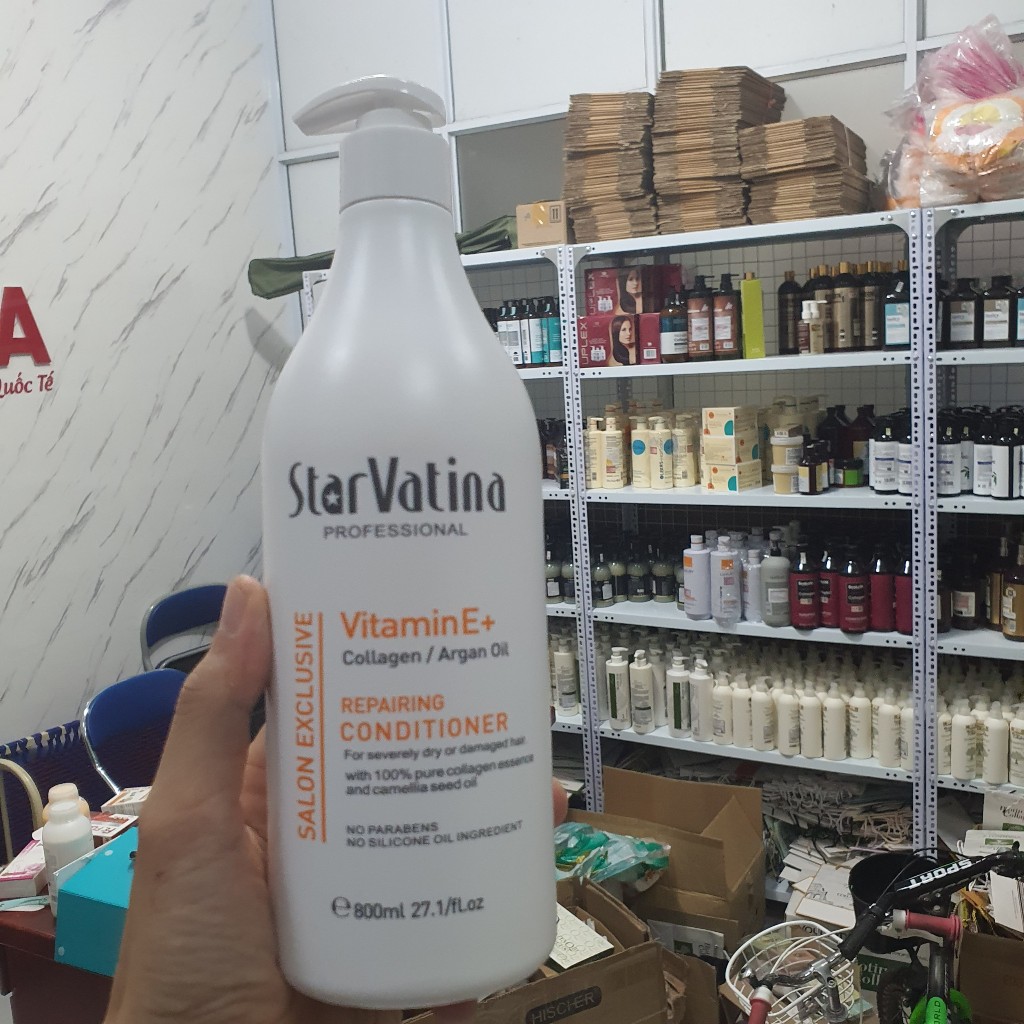 A
Quốc Tế
StarVatina
PROFESSIONAL
SALON EXCLUSIVE
VitaminE+
Collagen / Argan Oil
REPAIRING
CONDITIONER
For severely dry or damaged hair
with 100% pure collagen essence
and camellia seed oil
NO PARABENS
NO SILICONE OIL INGREDIENT
e 800ml 27.1/fl.oz
SPORT
HISCHER